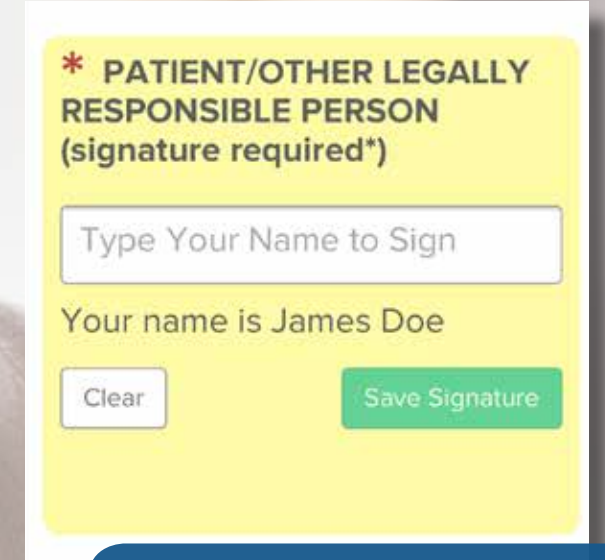 * PATIENT/OTHER LEGALLY
RESPONSIBLE PERSON
(signature required*)
Type Your Name to Sign
Your name is James Doe
Clear
Save Signature